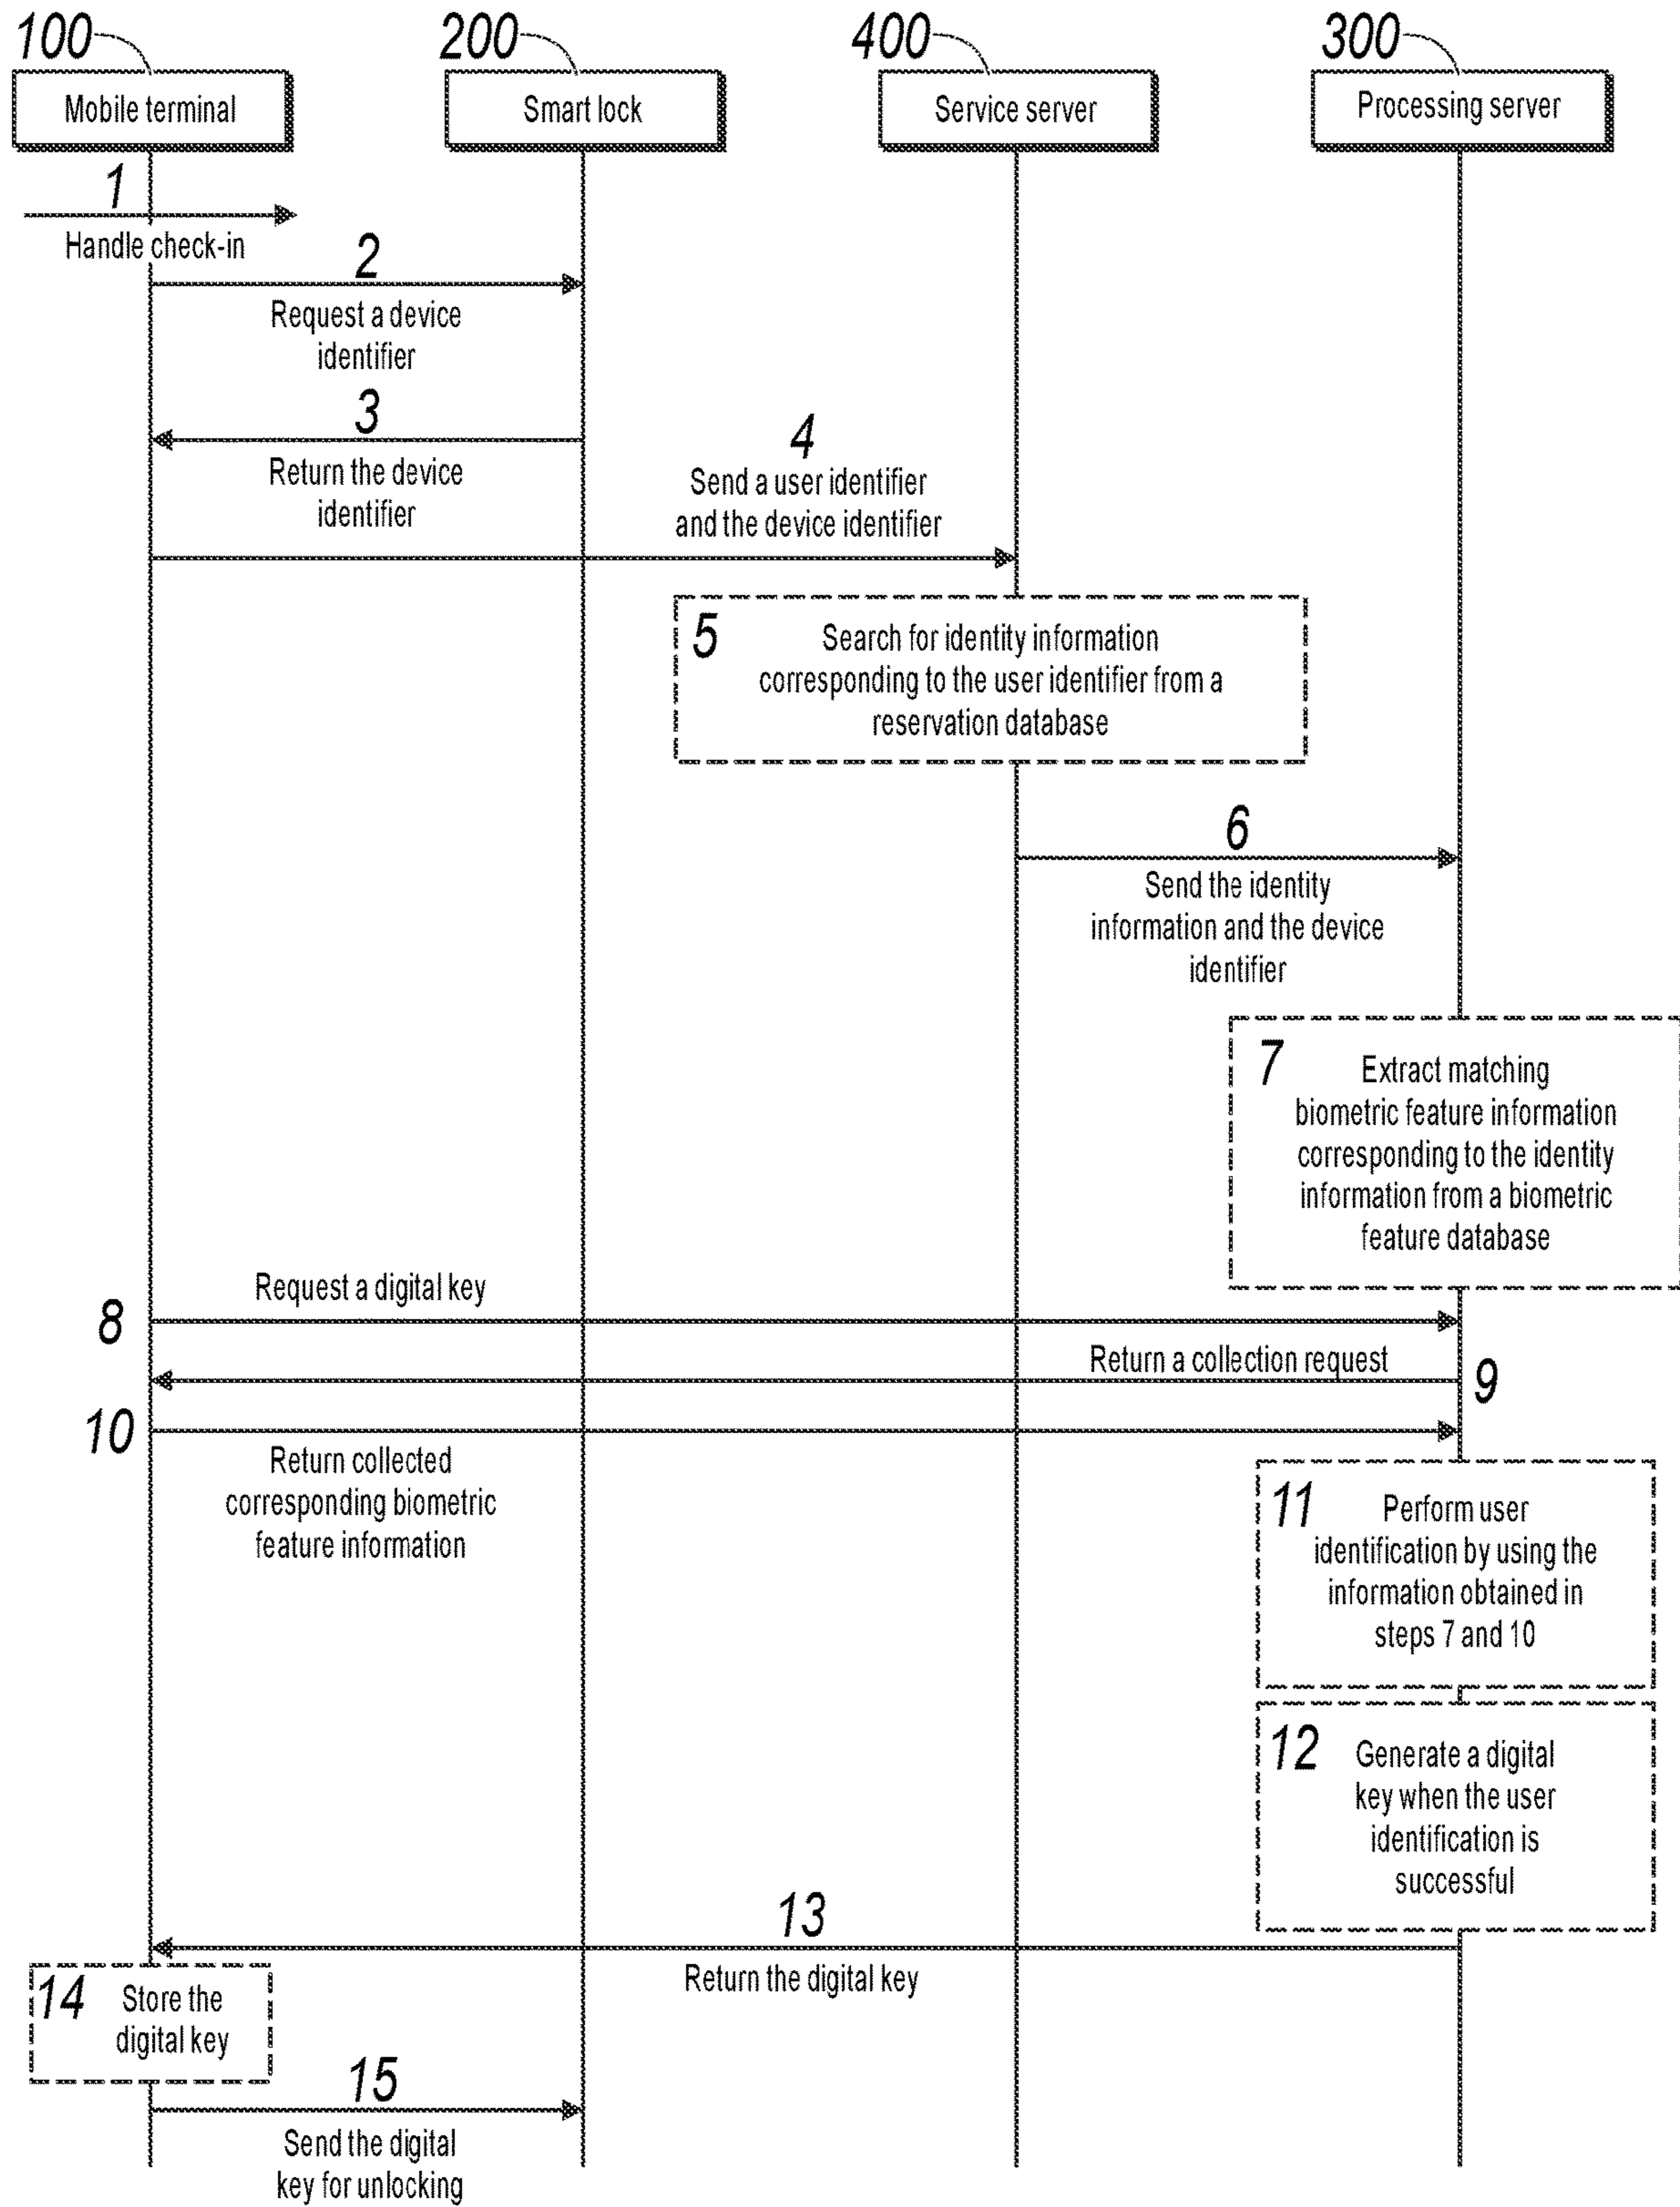 100
200
400
300
Mobile terminal
Smart lock
Service server
Processing server
1
Handle check-in
2
Request a device
identifier
3
Return the device
identifier
4
Send a user identifier
and the device identifier
5
Search for identity information
corresponding to the user identifier from a
reservation database
6
Send the identity
information and the device
identifier
7
Extract matching
biometric feature information
corresponding to the identity
information from a biometric
feature database
8
Request a digital key
Return a collection request
9
10
Return collected
corresponding biometric
feature information
11
Perform user
identification by using the
information obtained in
steps 7 and 10
12
Generate a digital
key when the user
identification is
successful
13
Return the digital key
14
Store the
digital key
15
Send the digital
key for unlocking